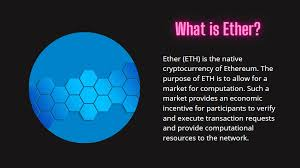 What is Ether?
Ether (ETH) is the native
cryptocurrency of Ethereum. The
purpose of ETH is to allow for a
market for computation. Such a
market provides an economic
incentive for participants to verify
and execute transaction requests
and provide computational
resources to the network.